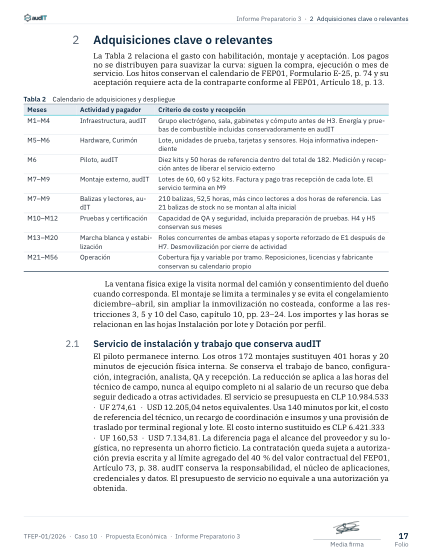 audIT
Informe Preparatorio 3 · 2 Adquisiciones clave o relevantes
2 Adquisiciones clave o relevantes
La Tabla 2 relaciona el gasto con habilitación, montaje y aceptación. Los pagos
no se distribuyen para suavizar la curva: siguen la compra, ejecución o mes de
servicio. Los hitos conservan el calendario de FEP01, Formulario E-25, p. 74 y su
aceptación requiere acta de la contraparte conforme al FEP01, Artículo 18, p. 13.
Tabla 2 Calendario de adquisiciones y despliegue
Meses Actividad y pagador Criterio de costo y recepción
M1–M4 Infraestructura, audIT Grupo electrógeno, sala, gabinetes y cómputo antes de H3. Energía y prue-
bas de combustible incluidas conservadoramente en audIT
M5–M6 Hardware, Curimón Lote, unidades de prueba, tarjetas y sensores. Hoja informativa indepen-
diente
M6 Piloto, audIT Diez kits y 50 horas de referencia dentro del total de 182. Medición y recep-
ción antes de liberar el servicio externo
M7–M9 Montaje externo, audIT Lotes de 60, 60 y 52 kits. Factura y pago tras recepción de cada lote. El
servicio termina en M9
M7–M9 Balizas y lectores, au-
dIT 210 balizas, 52,5 horas, más cinco lectores a dos horas de referencia. Las
21 balizas de stock no se montan al alta inicial
M10–M12 Pruebas y certificación Capacidad de QA y seguridad, incluida preparación de pruebas. H4 y H5
conservan sus meses
M13–M20 Marcha blanca y estabi-
lización Roles concurrentes de ambas etapas y soporte reforzado de E1 después de
H7. Desmovilización por cierre de actividad
M21–M56 Operación Cobertura fija y variable por tramo. Reposiciones, licencias y fabricante
conservan su calendario propio
La ventana física exige la visita normal del camión y consentimiento del dueño
cuando corresponda. El montaje se limita a terminales y se evita el congelamiento
diciembre–abril, sin ampliar la inmovilización no costeada, conforme a las res-
tricciones 3, 5 y 10 del Caso, capítulo 10, pp. 23–24. Los importes y las horas se
relacionan en las hojas Instalación por lote y Dotación por perfil.
2.1 Servicio de instalación y trabajo que conserva audIT
El piloto permanece interno. Los otros 172 montajes sustituyen 401 horas y 20
minutos de ejecución física interna. Se conserva el trabajo de banco, configura-
ción, integración, analista, QA y recepción. La reducción se aplica a las horas del
técnico de campo, nunca al equipo completo ni al salario de un recurso que deba
seguir dedicado a otras actividades. El servicio se presupuesta en CLP 10.984.533
· UF 274,61 · USD 12.205,04 netos equivalentes. Usa 140 minutos por kit, el costo
de referencia del técnico, un recargo de coordinación e insumos y una provisión de
traslado por terminal regional y lote. El costo interno sustituido es CLP 6.421.333
· UF 160,53 · USD 7.134,81. La diferencia paga el alcance del proveedor y su lo-
gística, no representa un ahorro ficticio. La contratación queda sujeta a autoriza-
ción previa escrita y al límite agregado del 40 % del valor contractual del FEP01,
Artículo 73, p. 38. audIT conserva la responsabilidad, el núcleo de aplicaciones,
credenciales y datos. El presupuesto de servicio no equivale a una autorización ya
obtenida.
TFEP-01/2026 · Caso 10 · Propuesta Económica · Informe Preparatorio 3
Media firma
17
Folio